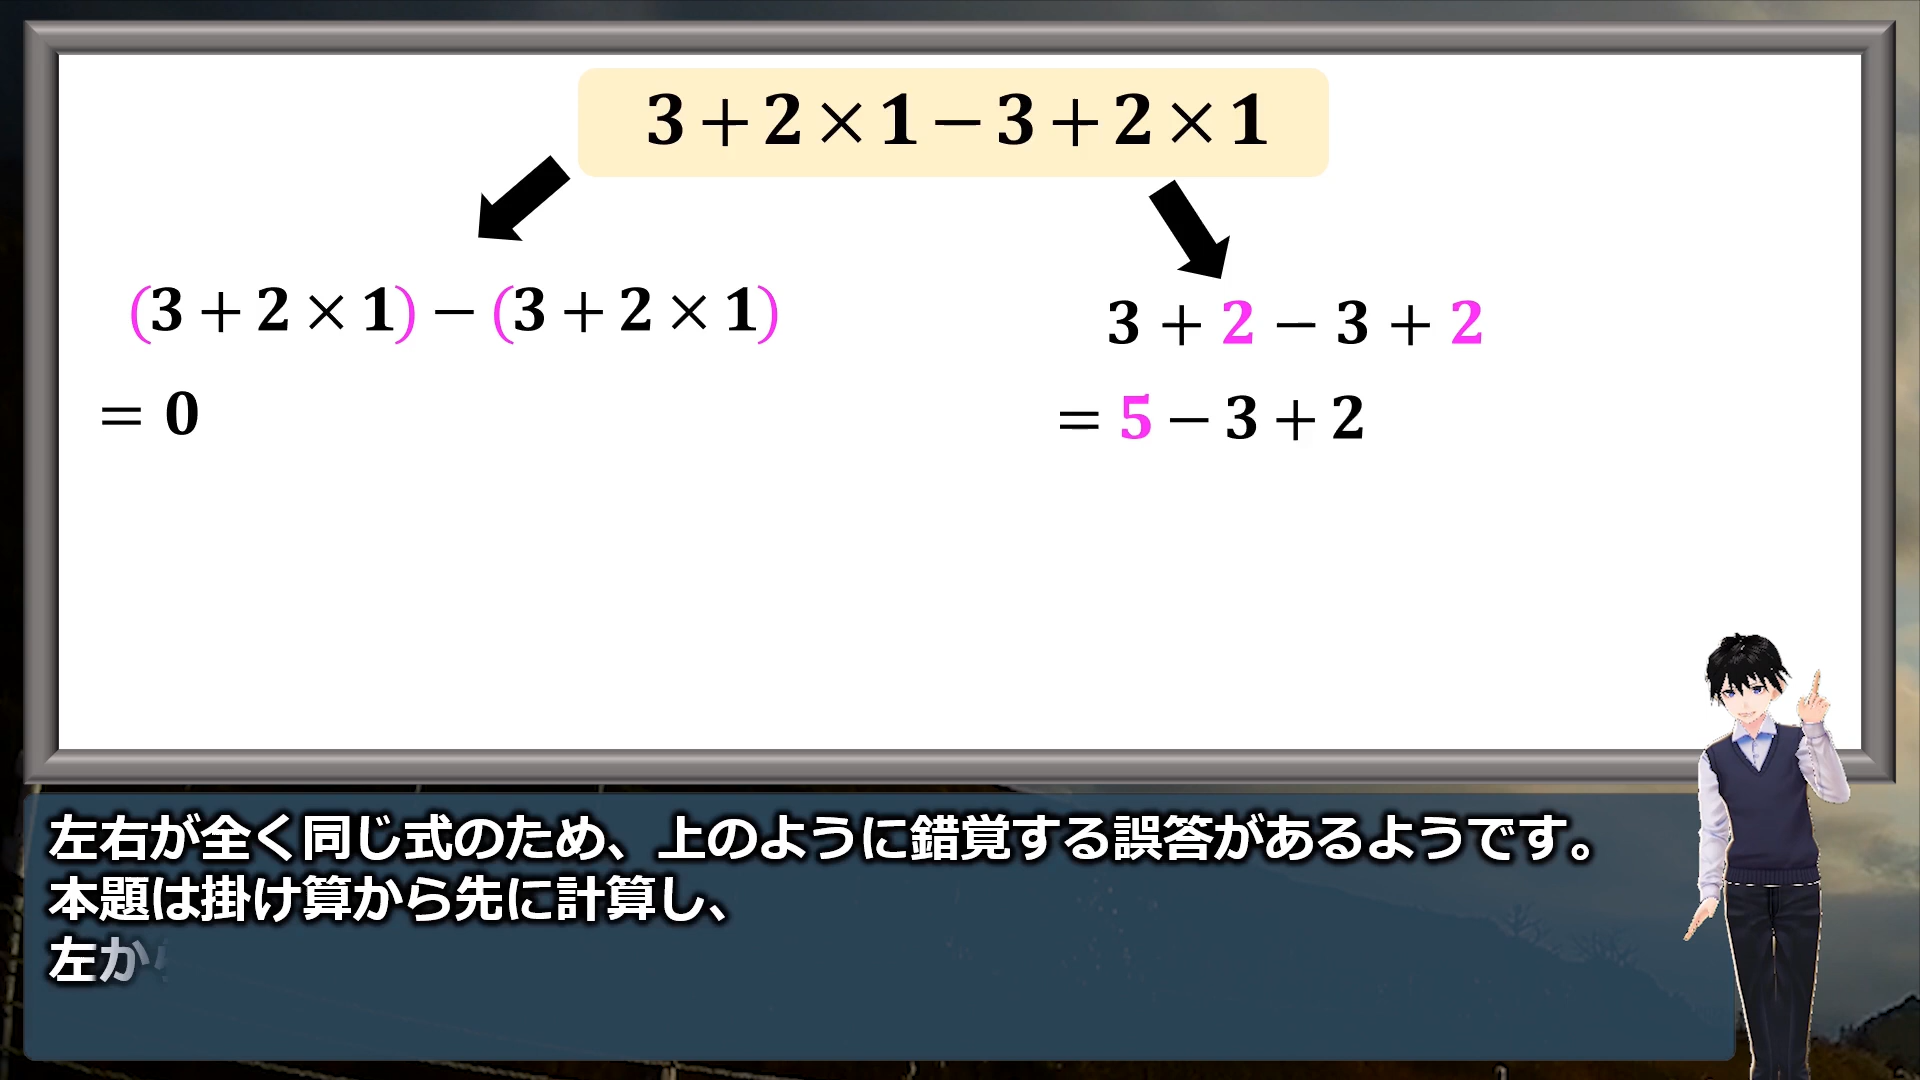 3+2×1−3+2×1
(3+2×1)−(3+2×1)
= 0
3+2−3+2
= 5−3+2
左右が全く同じ式のため、上のように錯覚する誤答があるようです。
本題は掛け算から先に計算し、
左か